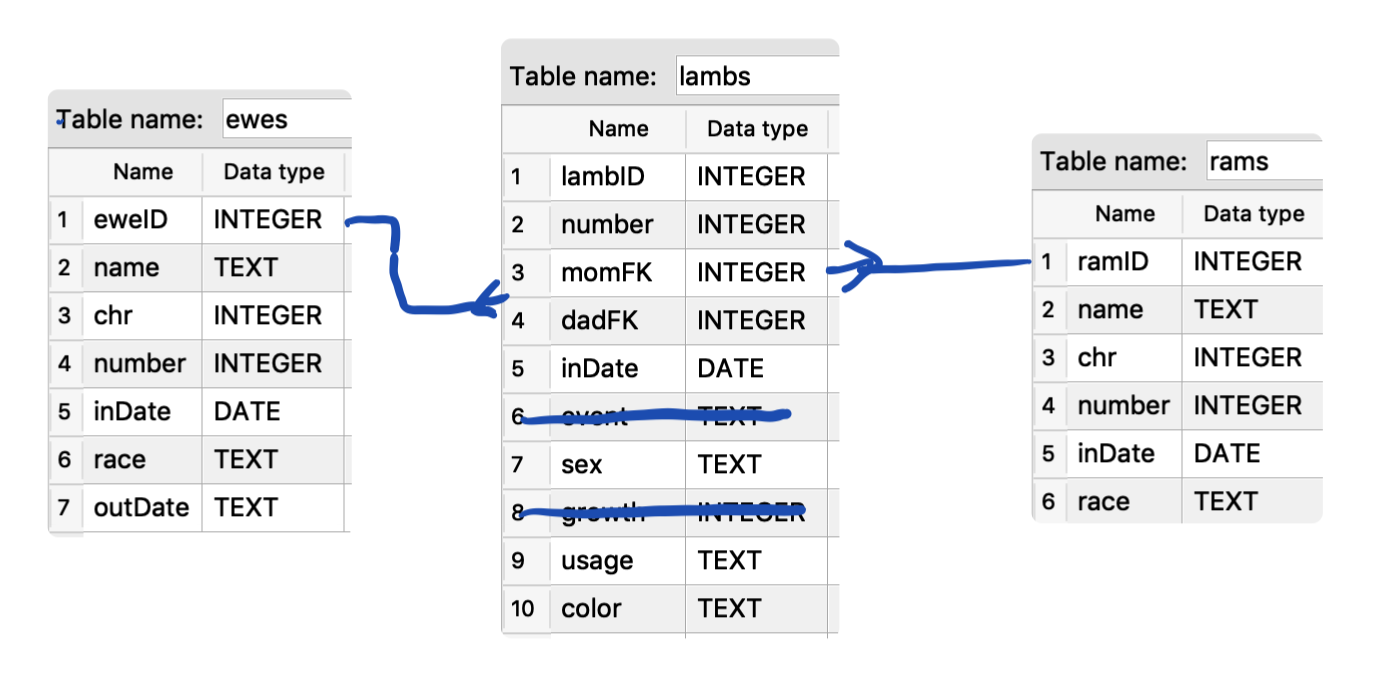 Table name: ewes
Name Data type
1 eweID INTEGER
2 name TEXT
3 chr INTEGER
4 number INTEGER
5 inDate DATE
6 race TEXT
7 outDate TEXT
Table name: lambs
Name Data type
1 lambID INTEGER
2 number INTEGER
3 momFK INTEGER
4 dadFK INTEGER
5 inDate DATE
6 event TEXT
7 sex TEXT
8 growth INTEGER
9 usage TEXT
10 color TEXT
Table name: rams
Name Data type
1 ramID INTEGER
2 name TEXT
3 chr INTEGER
4 number INTEGER
5 inDate DATE
6 race TEXT